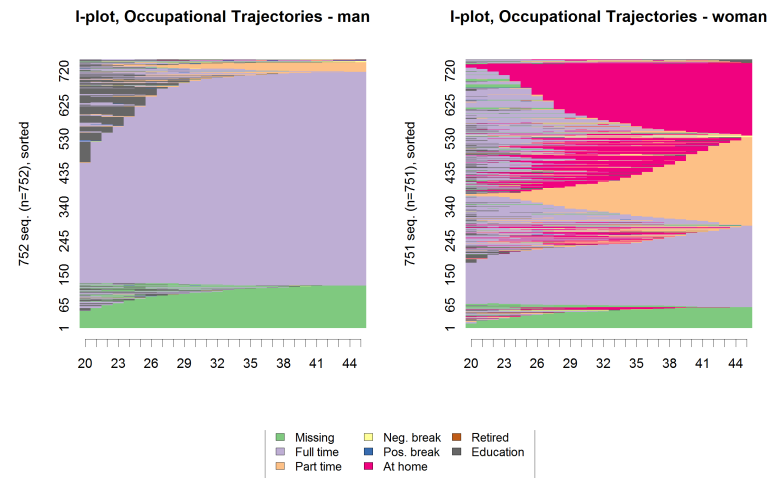 I-plot, Occupational Trajectories - man
752 seq. (n=752), sorted
1 65 150 245 340 435 530 625 720
20 23 26 29 32 35 38 41 44
I-plot, Occupational Trajectories - woman
751 seq. (n=751), sorted
1 65 150 245 340 435 530 625 720
20 23 26 29 32 35 38 41 44
Missing Neg. break Retired
Full time Pos. break Education
Part time At home